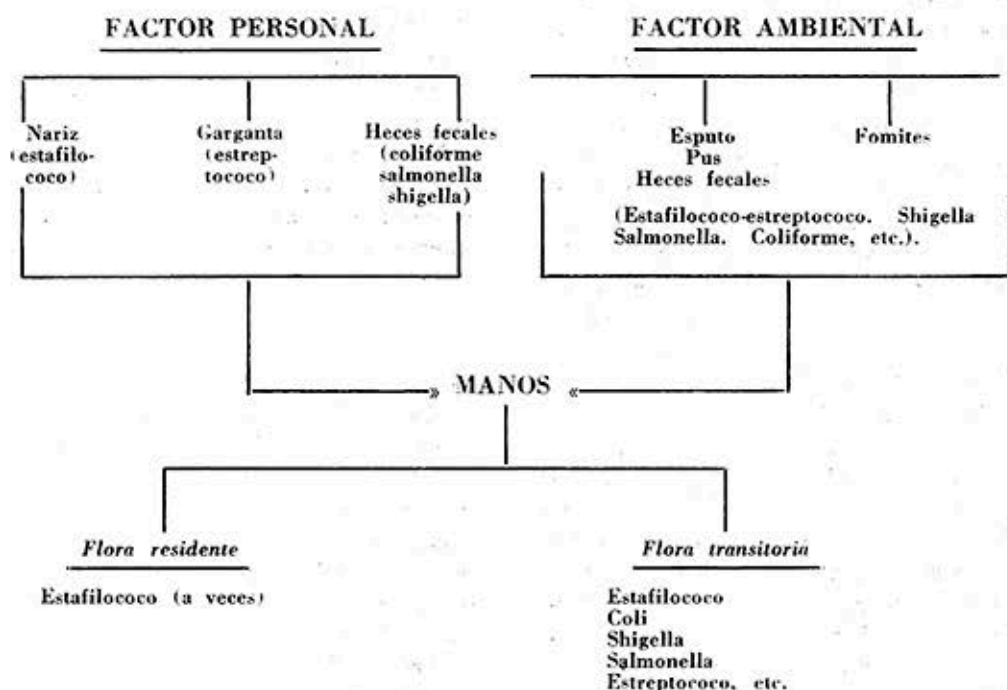 FACTOR PERSONAL
FACTOR AMBIENTAL
Nariz
(estafilo-
coco)
Garganta
(estrep-
tococo)
Heces fecales
(coliforme
salmonella
shigella)
Esputo
Pus
Heces fecales
Fomites
(Estafilococo-estreptococo. Shigella
Salmonella. Coliforme, etc.).
» MANOS «
Flora residente
Estafilococo (a veces)
Flora transitoria
Estafilococo
Coli
Shigella
Salmonella
Estreptococo, etc.